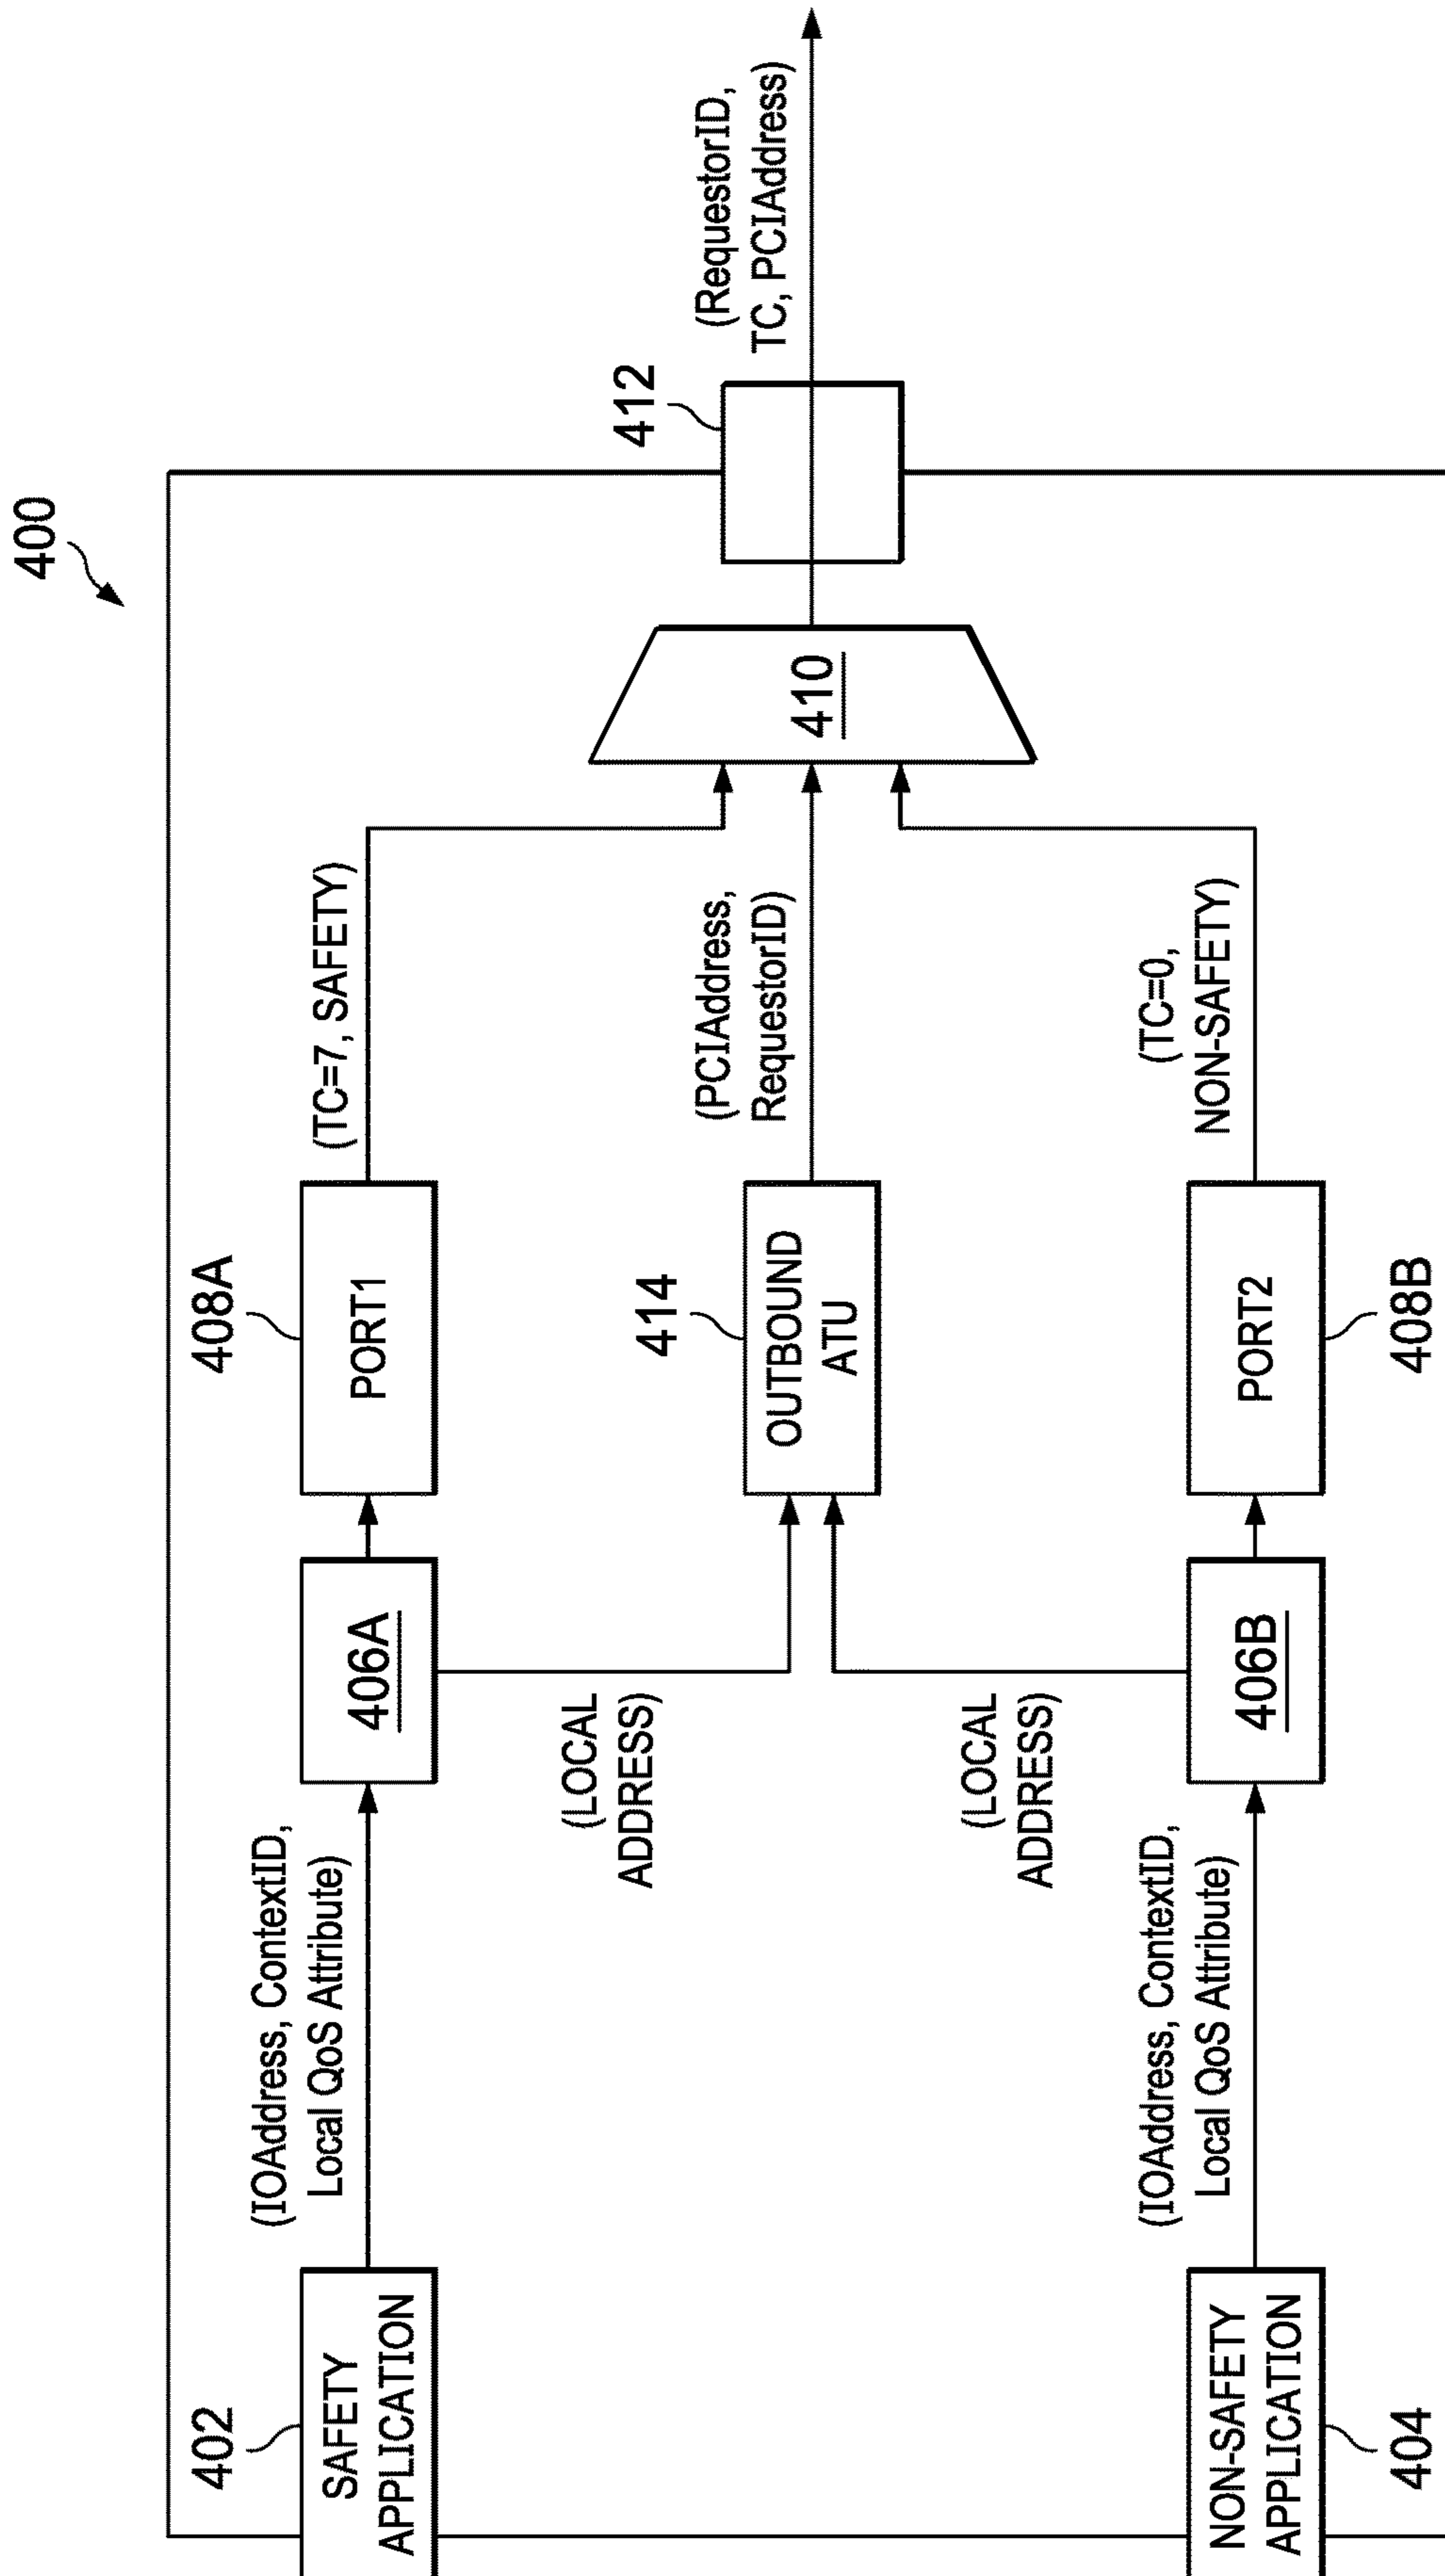 400
402
SAFETY
APPLICATION
(IOAddress, ContextID,
Local QoS Attribute)
406A
408A
PORT1
(TC=7, SAFETY)
(LOCAL
ADDRESS)
414
OUTBOUND
ATU
(PCIAddress,
RequestorID)
410
412
(RequestorID,
TC, PCIAddress)
(LOCAL
ADDRESS)
NON-SAFETY
APPLICATION
404
(IOAddress, ContextID,
Local QoS Attribute)
406B
PORT2
408B
(TC=0,
NON-SAFETY)